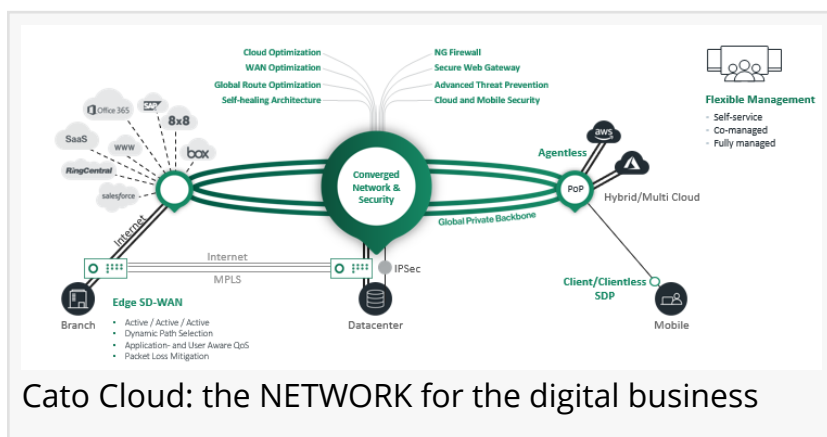 Cloud Optimization
WAN Optimization
Global Route Optimization
Self-healing Architecture
NG Firewall
Secure Web Gateway
Advanced Threat Prevention
Cloud and Mobile Security
Flexible Management
- Self-service
- Co-managed
- Fully managed
Office 365
SAP
8x8
SaaS
www
box
RingCentral
salesforce
Converged
Network &
Security
Agentless
aws
PoP
Hybrid/Multi Cloud
Global Private Backbone
Internet
Internet
MPLS
IPSec
Client/Clientless
SDP
Branch
Edge SD-WAN
• Active / Active / Active
• Dynamic Path Selection
• Application- and User Aware QoS
• Packet Loss Mitigation
Datacenter
Mobile
Cato Cloud: the NETWORK for the digital business